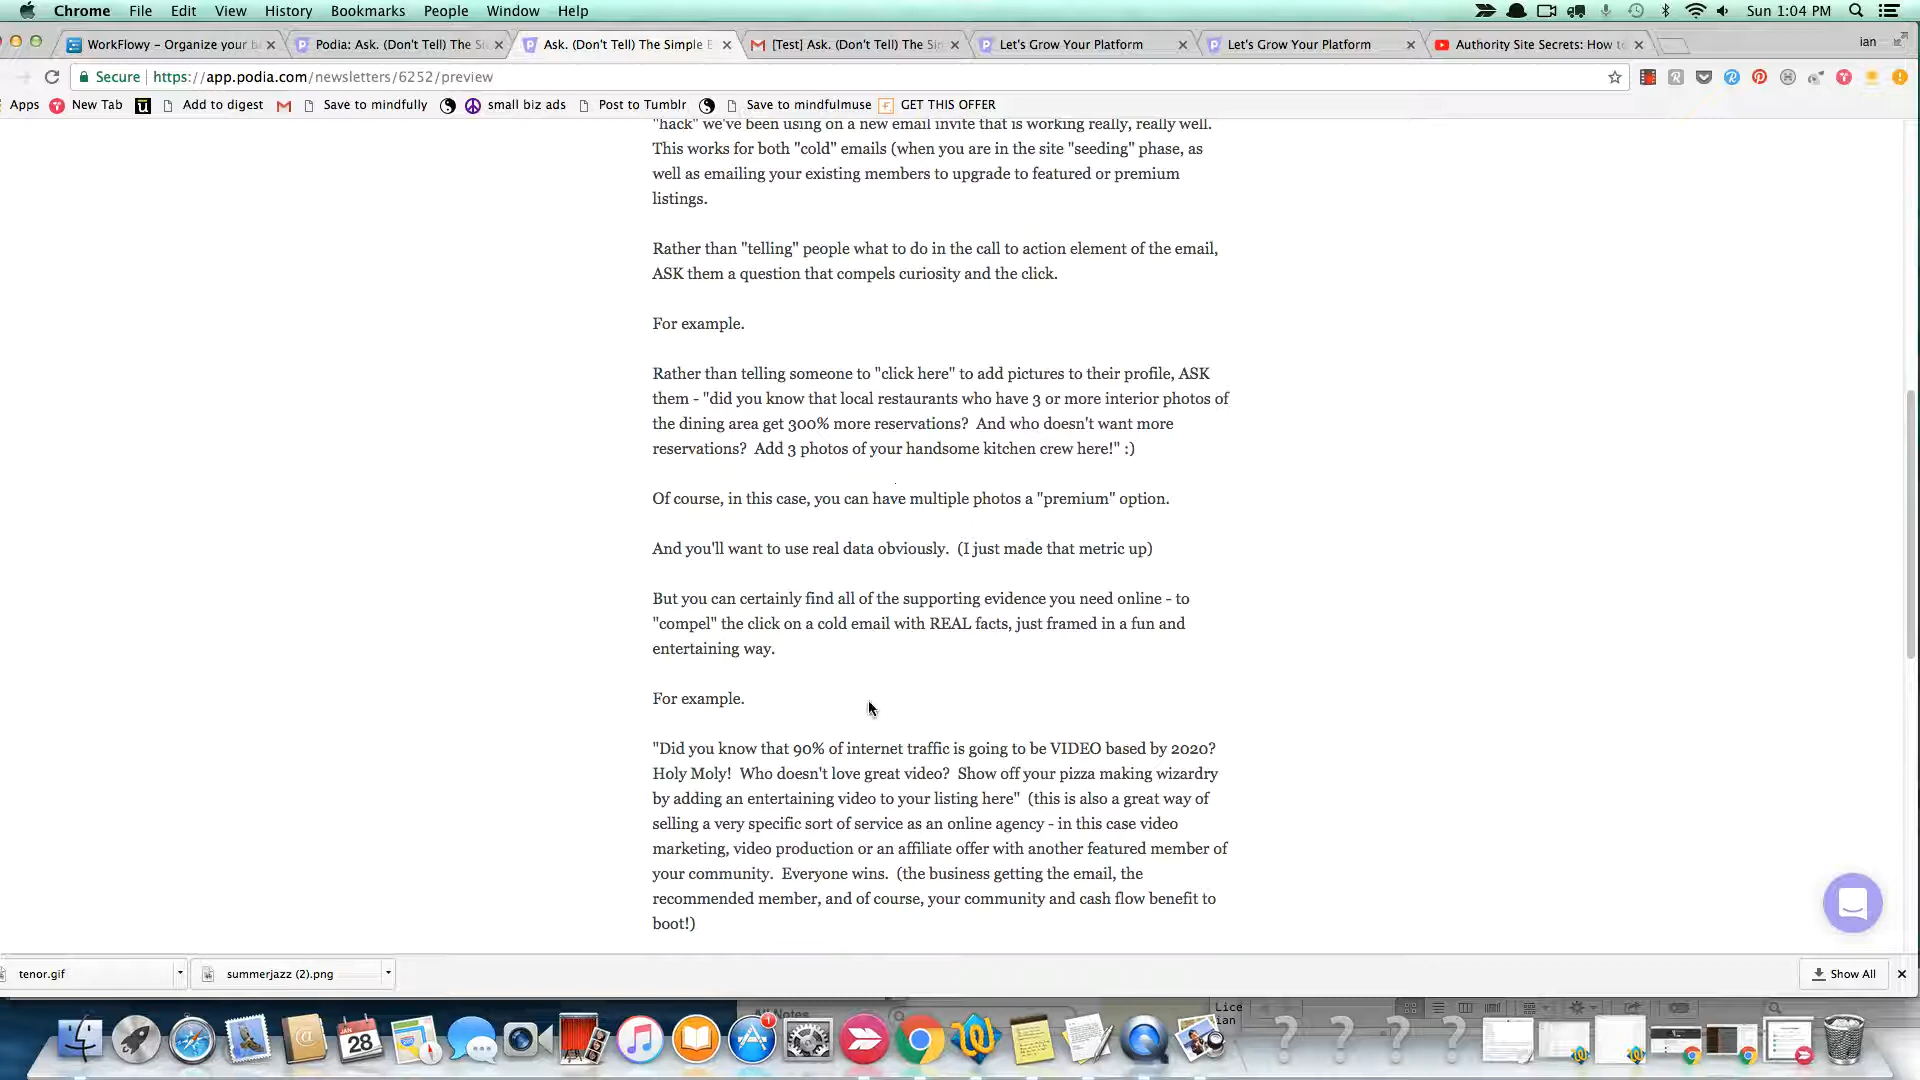 Chrome File Edit View History Bookmarks People Window Help Sun 1:04 PM
WorkFlowy - Organize your b Podia: Ask. (Don't Tell) The Si Ask. (Don't Tell) The Simple E [Test] Ask. (Don't Tell) The Sim Let's Grow Your Platform Let's Grow Your Platform Authority Site Secrets: How to ian
Secure https://app.podia.com/newsletters/6252/preview
Apps New Tab Add to digest Save to mindfully small biz ads Post to Tumblr Save to mindfulmuse GET THIS OFFER
"hack" we've been using on a new email invite that is working really, really well.
This works for both "cold" emails (when you are in the site "seeding" phase, as
well as emailing your existing members to upgrade to featured or premium
listings.
Rather than "telling" people what to do in the call to action element of the email,
ASK them a question that compels curiosity and the click.
For example.
Rather than telling someone to "click here" to add pictures to their profile, ASK
them - "did you know that local restaurants who have 3 or more interior photos of
the dining area get 300% more reservations? And who doesn't want more
reservations? Add 3 photos of your handsome kitchen crew here!" :)
Of course, in this case, you can have multiple photos a "premium" option.
And you'll want to use real data obviously. (I just made that metric up)
But you can certainly find all of the supporting evidence you need online - to
"compel" the click on a cold email with REAL facts, just framed in a fun and
entertaining way.
For example.
"Did you know that 90% of internet traffic is going to be VIDEO based by 2020?
Holy Moly! Who doesn't love great video? Show off your pizza making wizardry
by adding an entertaining video to your listing here" (this is also a great way of
selling a very specific sort of service as an online agency - in this case video
marketing, video production or an affiliate offer with another featured member of
your community. Everyone wins. (the business getting the email, the
recommended member, and of course, your community and cash flow benefit to
boot!)
tenor.gif summerjazz (2).png Show All
All Notes
Lice
ian
JAN
28
1